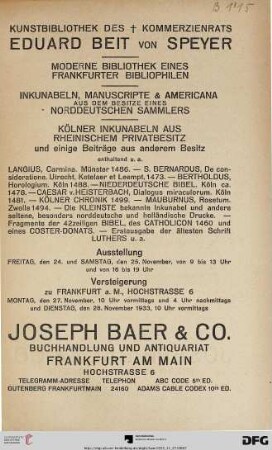 B 145
KUNSTBIBLIOTHEK DES † KOMMERZIENRATS
EDUARD BEIT VON SPEYER
MODERNE BIBLIOTHEK EINES
FRANKFURTER BIBLIOPHILEN
INKUNABELN, MANUSCRIPTE & AMERICANA
AUS DEM BESITZE EINES
NORDDEUTSCHEN SAMMLERS
KÖLNER INKUNABELN AUS
RHEINISCHEM PRIVATBESITZ
und einige Beiträge aus anderem Besitz
enthaltend u. a.
LANGIUS, Carmina. Münster 1486. — S. BERNARDUS, De con-
sideratione. Utrecht, Ketelaer et Leempt, 1473. — BERTHOLDUS,
Horologium. Köln 1488. — NIEDERDEUTSCHE BIBEL, Köln ca.
1478. — CAESAR v. HEISTERBACH, Dialogus miraculorum. Köln
1481. — KÖLNER CHRONIK 1499. — MAUBURNUS, Rosetum.
Zwolle 1494. — Die KLEINSTE bekannte Inkunabel und andere
seltene, besonders norddeutsche und holländische Drucke. —
Fragmente der 42zeiligen BIBEL, des CATHOLICON 1460 und
eines COSTER-DONATS. — Erstausgabe der ältesten Schrift
LUTHERS u. a.
Ausstellung
FREITAG, den 24. und SAMSTAG, den 25. November, von 9 bis 13 Uhr
und von 16 bis 19 Uhr
Versteigerung
zu FRANKFURT a. M., HOCHSTRASSE 6
MONTAG, den 27. November, 10 Uhr vormittags und 4 Uhr nachmittags
und DIENSTAG, den 28. November 1933, 10 Uhr vormittags
JOSEPH BAER & CO.
BUCHHANDLUNG UND ANTIQUARIAT
FRANKFURT AM MAIN
HOCHSTRASSE 6
TELEGRAMM-ADRESSE TELEPHON ABC CODE 5TH ED.
GUTENBERG FRANKFURTMAIN 24160 ADAMS CABLE CODEX 10TH ED.
UNIVERSITÄTS-
BIBLIOTHEK
HEIDELBERG
DFG